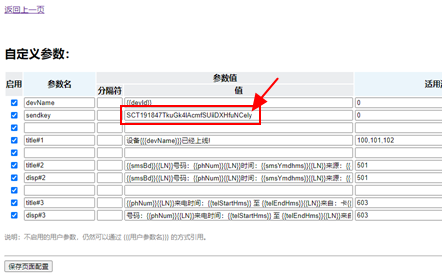 返回上一页
自定义参数：
启用 参数名 参数值 适用
分隔符 值
devName {{devId}} 0
sendkey SCT191847TkuGk4lAcmfSUliDXHfuNCely 0
title#1 设备{{{devName}}}已经上线! 100,101,102
title#2 {{smsBd}}{{LN}}号码：{{phNum}}{{LN}}时间：{{smsYmdhms}}{{LN}}来源：{ 501
disp#2 {{smsBd}}{{LN}}号码：{{phNum}}{{LN}}时间：{{smsYmdhms}}{{LN}}来源：{ 501
title#3 {{phNum}}{{LN}}来电时间：{{telStartHms}} 至 {{telEndHms}}{{LN}}来自：卡{ 603
disp#3 号码：{{phNum}}{{LN}}来电时间：{{telStartHms}} 至 {{telEndHms}}{{LN}}来自 603
说明：不启用的用户参数、仍然可以通过 {{{用户参数名}}} 的方式引用。
保存页面配置